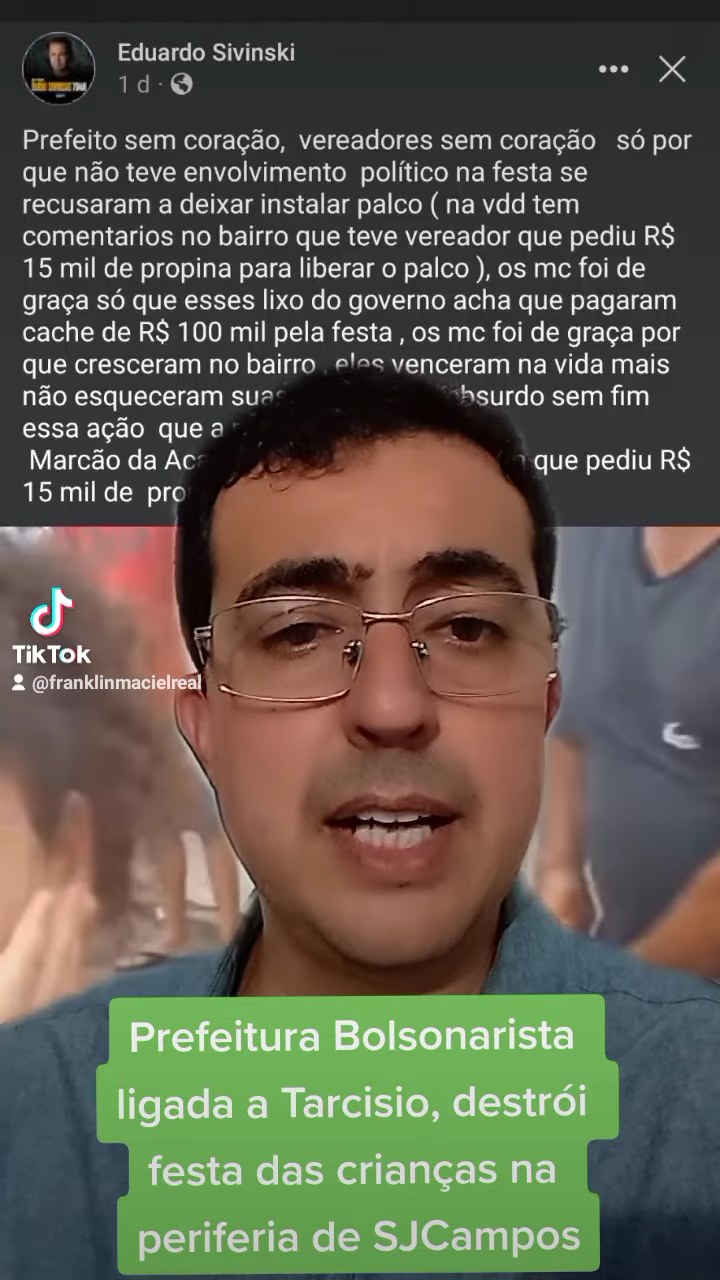 Eduardo Sivinski
1 d ·
Prefeito sem coração, vereadores sem coração só por
que não teve envolvimento político na festa se
recusaram a deixar instalar palco ( na vdd tem
comentarios no bairro que teve vereador que pediu R$
15 mil de propina para liberar o palco ), os mc foi de
graça só que esses lixo do governo acha que pagaram
cache de R$ 100 mil pela festa , os mc foi de graça por
que cresceram no bairro , eles venceram na vida mais
não esqueceram absurdo sem fim
essa ação que a
Marcão da que pediu R$
15 mil de
TikTok
@franklinmacielreal
Prefeitura Bolsonarista
ligada a Tarcisio, destrói
festa das crianças na
periferia de SJCampos